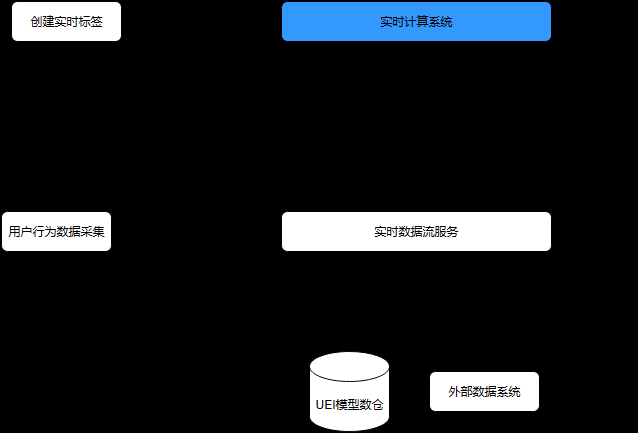 创建实时标签
实时计算系统
用户行为数据采集
实时数据流服务
UEI模型数仓
外部数据系统